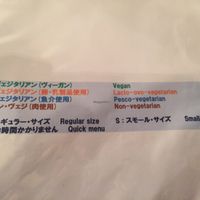 ェジタリアン(ヴィーガン) Vegan
ェジタリアン(卵・乳製品使用) Lacto-ovo-vegetarian
ェジタリアン(魚介使用) Pesco-vegetarian
ン・ヴェジ(肉使用) Non-vegetarian
ギュラー・サイズ Regular size S:スモール・サイズ Small
時間かかりません Quick menu